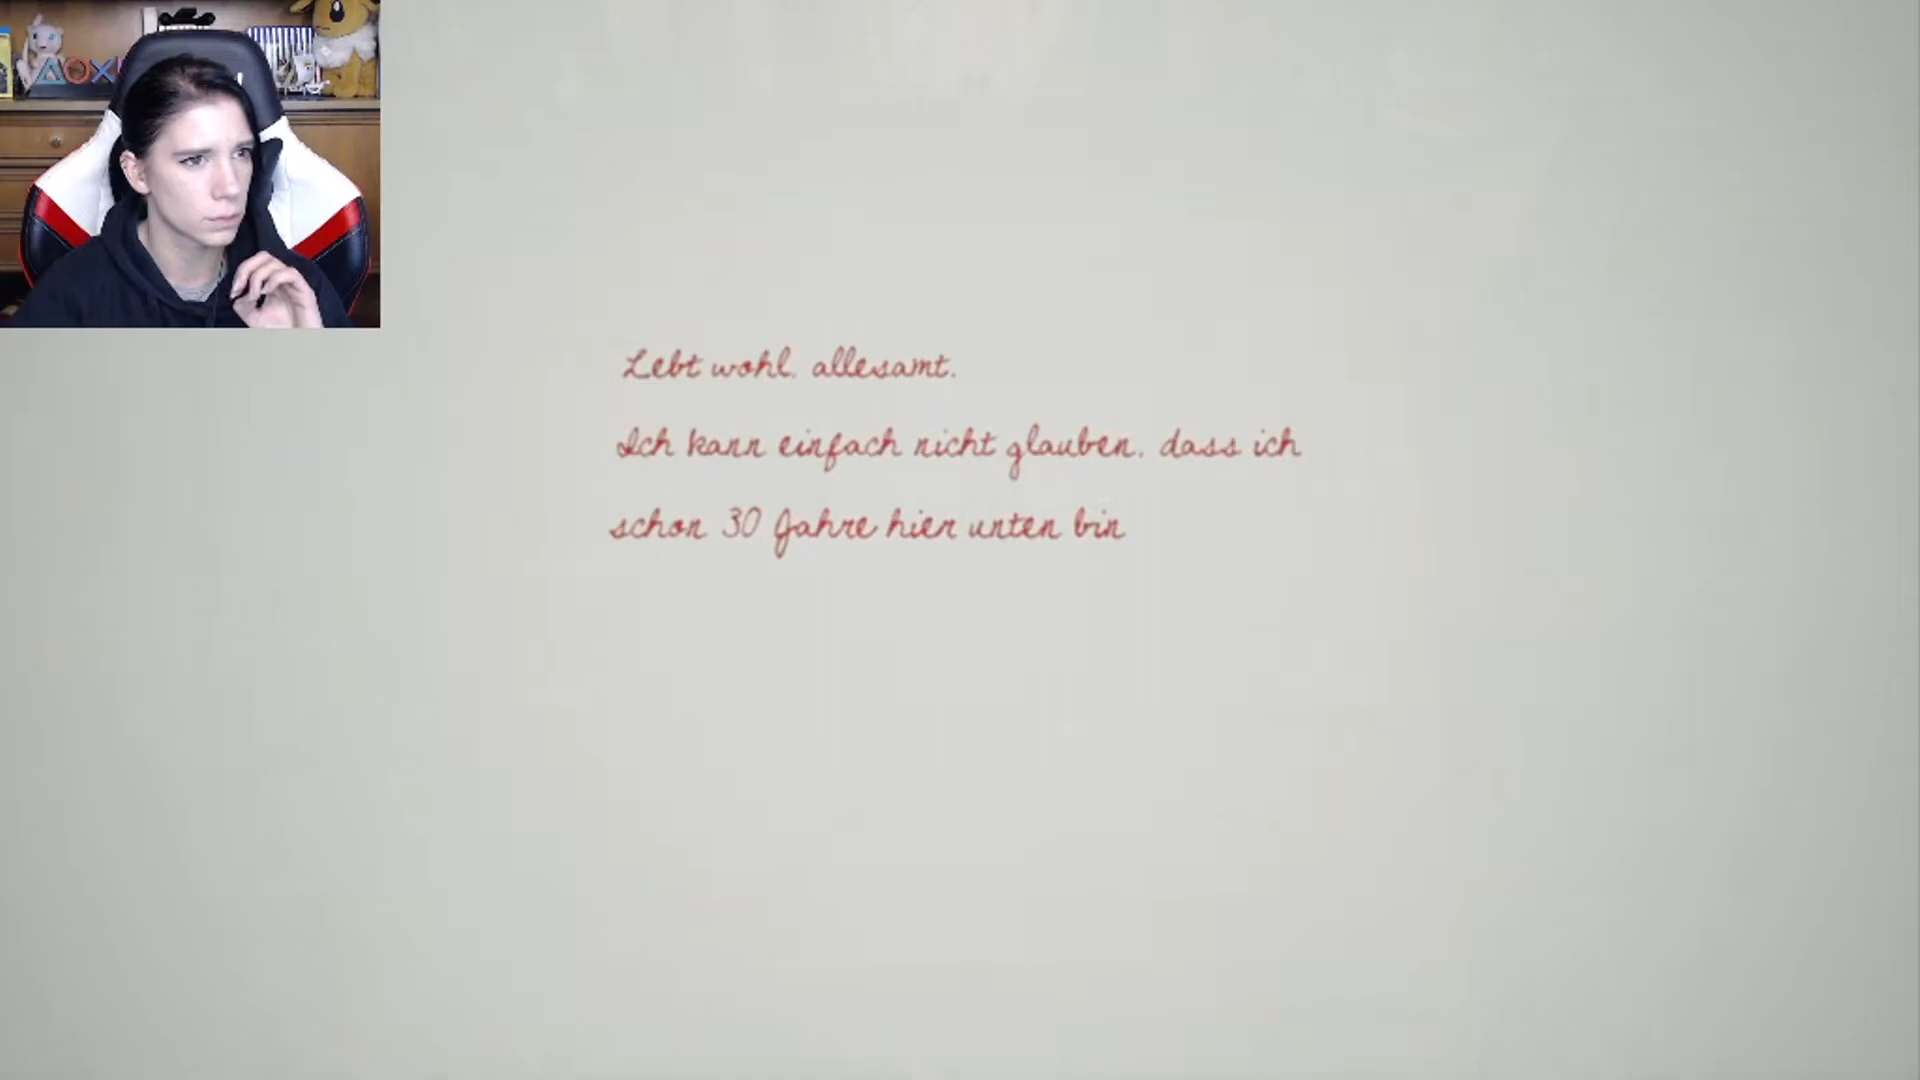 Lebt wohl, allesamt.
Ich kann einfach nicht glauben, dass ich
schon 30 Jahre hier unten bin